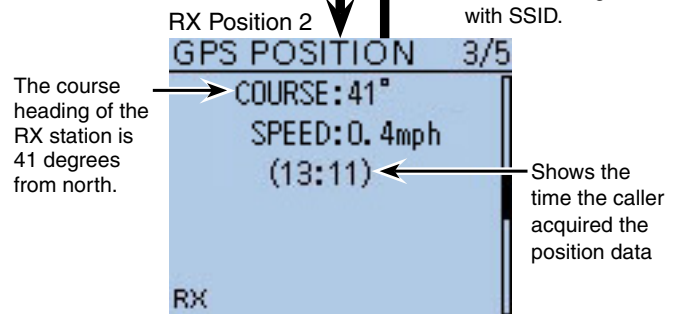 with SSID.
RX Position 2
GPS POSITION 3/5
The course
heading of the
RX station is
41 degrees
from north.
COURSE:41°
SPEED:0.4mph
(13:11)
Shows the
time the caller
acquired the
position data
RX